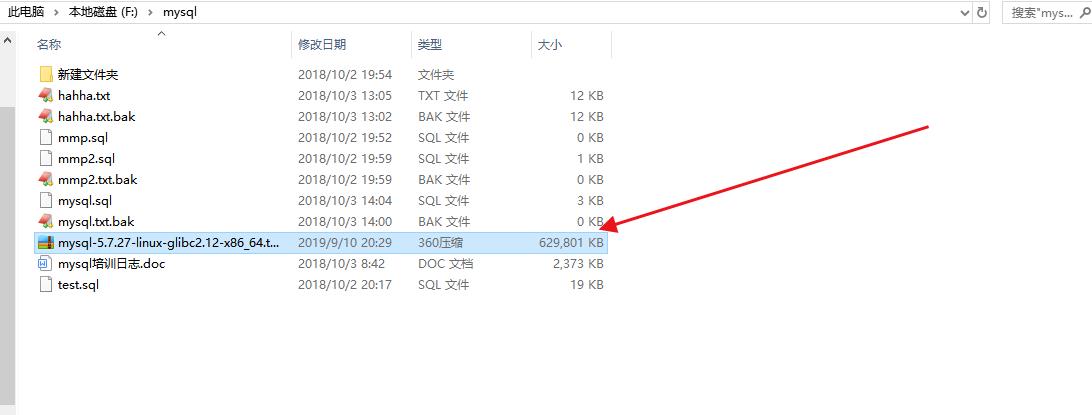 此电脑 > 本地磁盘 (F:) > mysql 搜索"mys...
名称 修改日期 类型 大小
新建文件夹 2018/10/2 19:54 文件夹
hahha.txt 2018/10/3 13:05 TXT 文件 12 KB
hahha.txt.bak 2018/10/3 13:02 BAK 文件 12 KB
mmp.sql 2018/10/2 19:52 SQL 文件 0 KB
mmp2.sql 2018/10/2 19:59 SQL 文件 1 KB
mmp2.txt.bak 2018/10/2 19:59 BAK 文件 0 KB
mysql.sql 2018/10/3 14:04 SQL 文件 3 KB
mysql.txt.bak 2018/10/3 14:00 BAK 文件 0 KB
mysql-5.7.27-linux-glibc2.12-x86_64.t... 2019/9/10 20:29 360压缩 629,801 KB
mysql培训日志.doc 2018/10/3 8:42 DOC 文档 2,373 KB
test.sql 2018/10/2 20:17 SQL 文件 19 KB